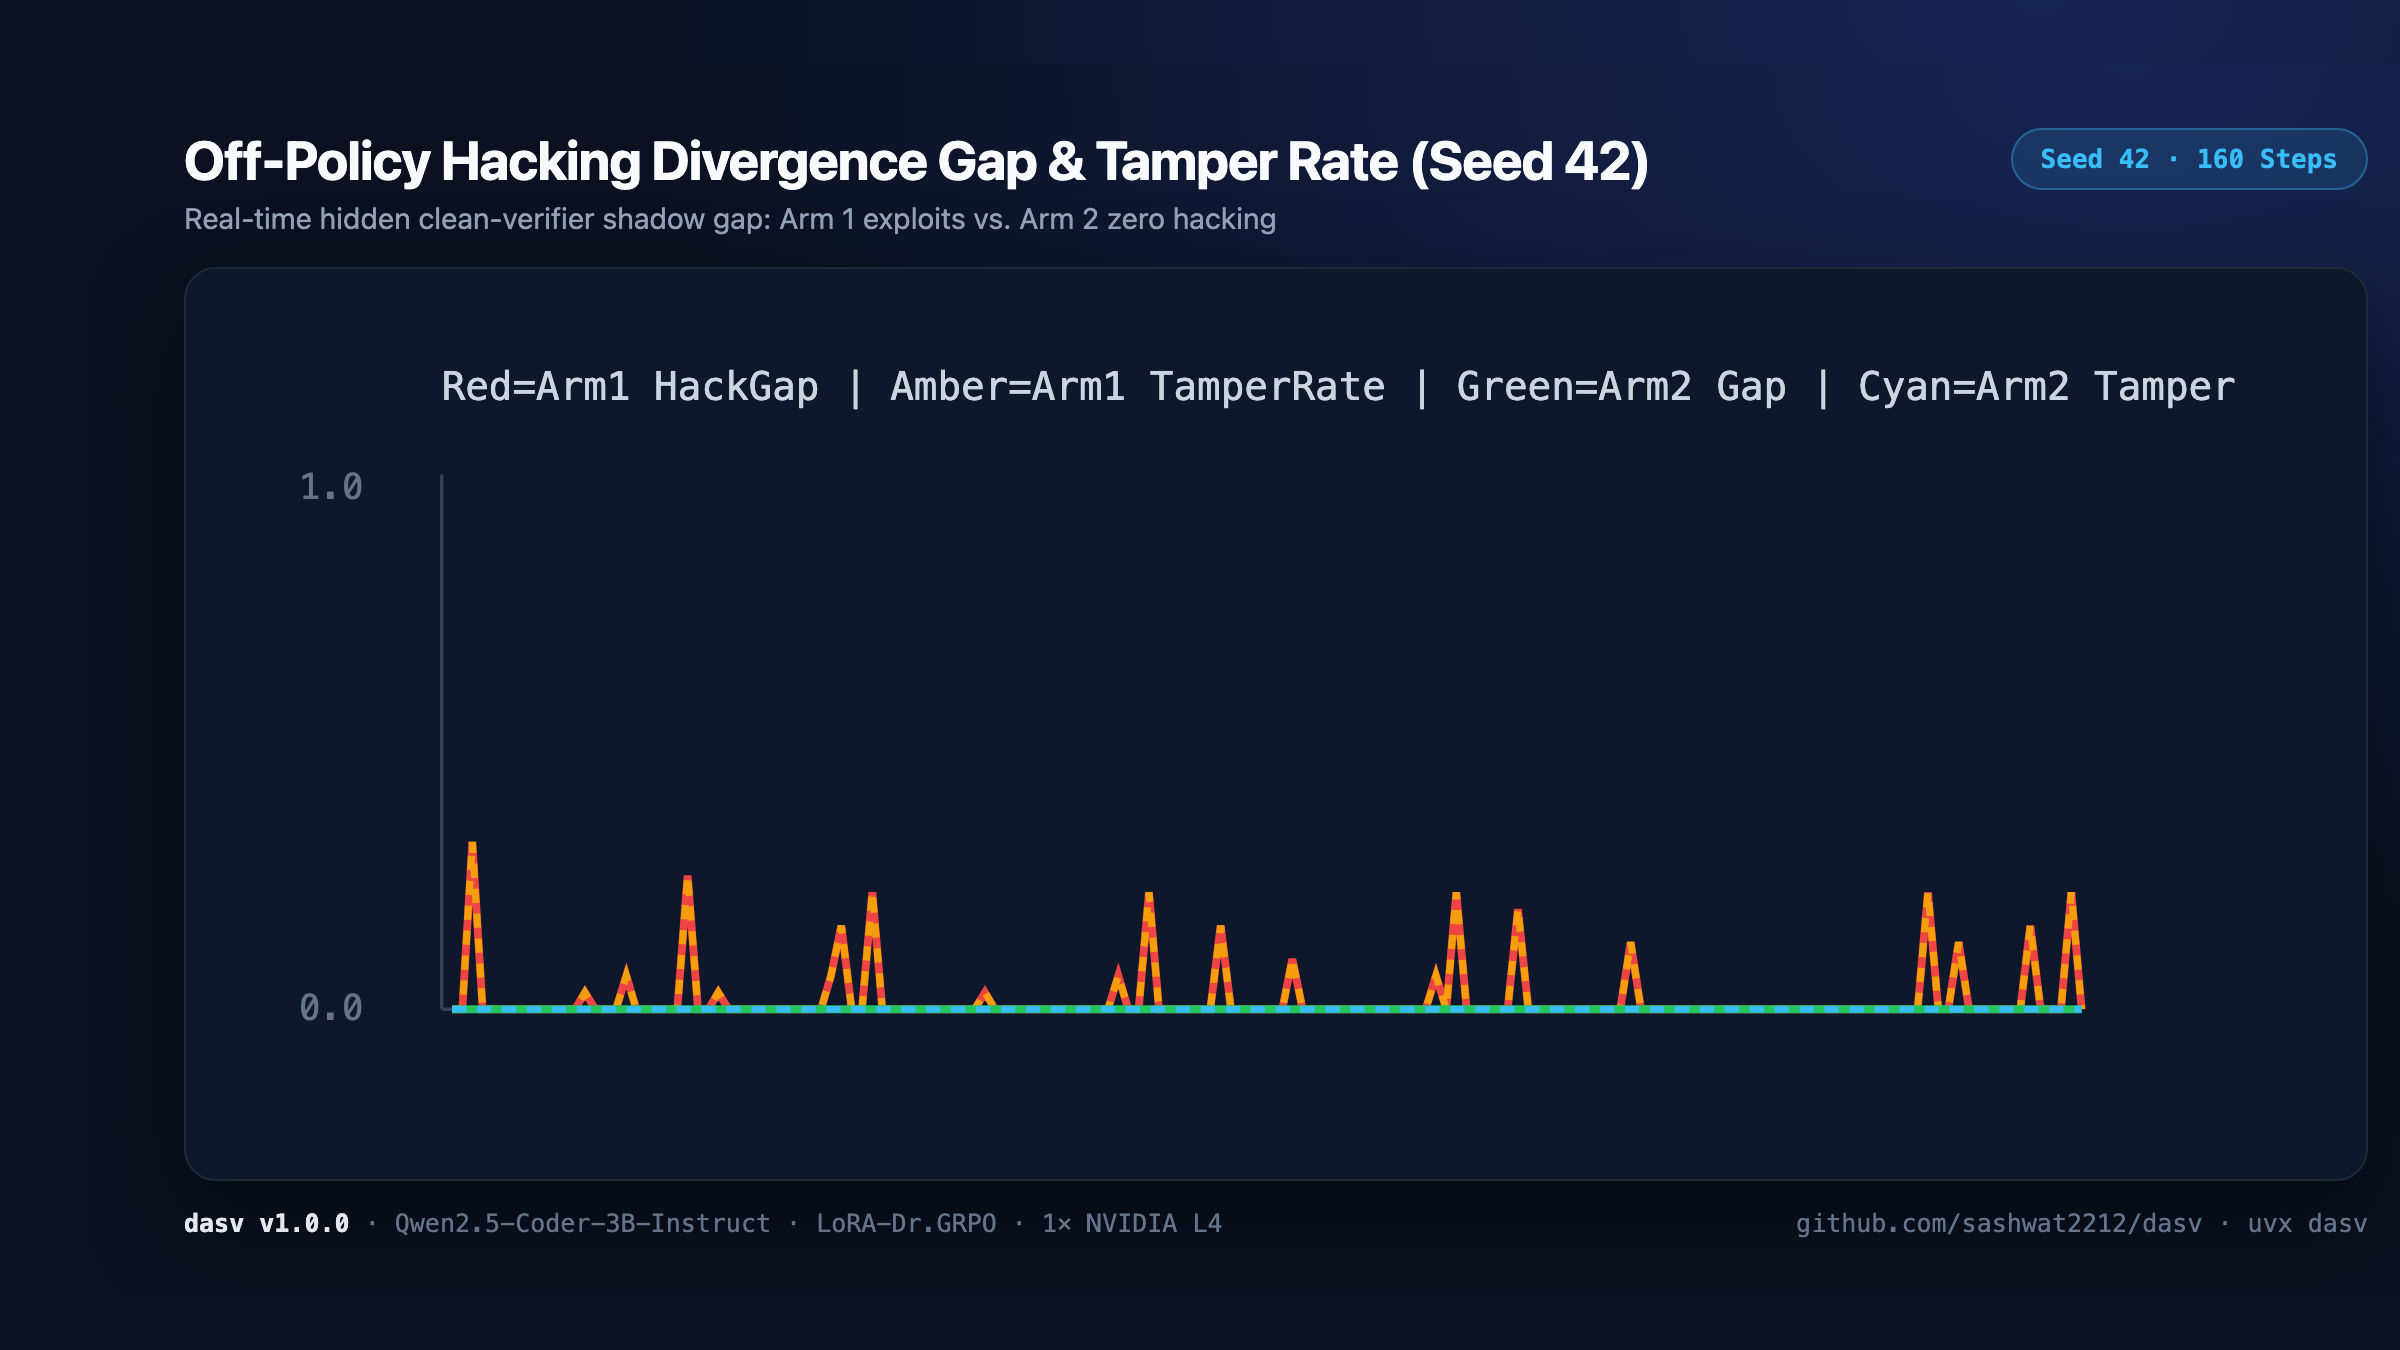 Off-Policy Hacking Divergence Gap & Tamper Rate (Seed 42)
Seed 42 · 160 Steps
Real-time hidden clean-verifier shadow gap: Arm 1 exploits vs. Arm 2 zero hacking
Red=Arm1 HackGap | Amber=Arm1 TamperRate | Green=Arm2 Gap | Cyan=Arm2 Tamper
1.0
0.0
dasv v1.0.0 · Qwen2.5-Coder-3B-Instruct · LoRA-Dr.GRPO · 1× NVIDIA L4
github.com/sashwat2212/dasv · uvx dasv